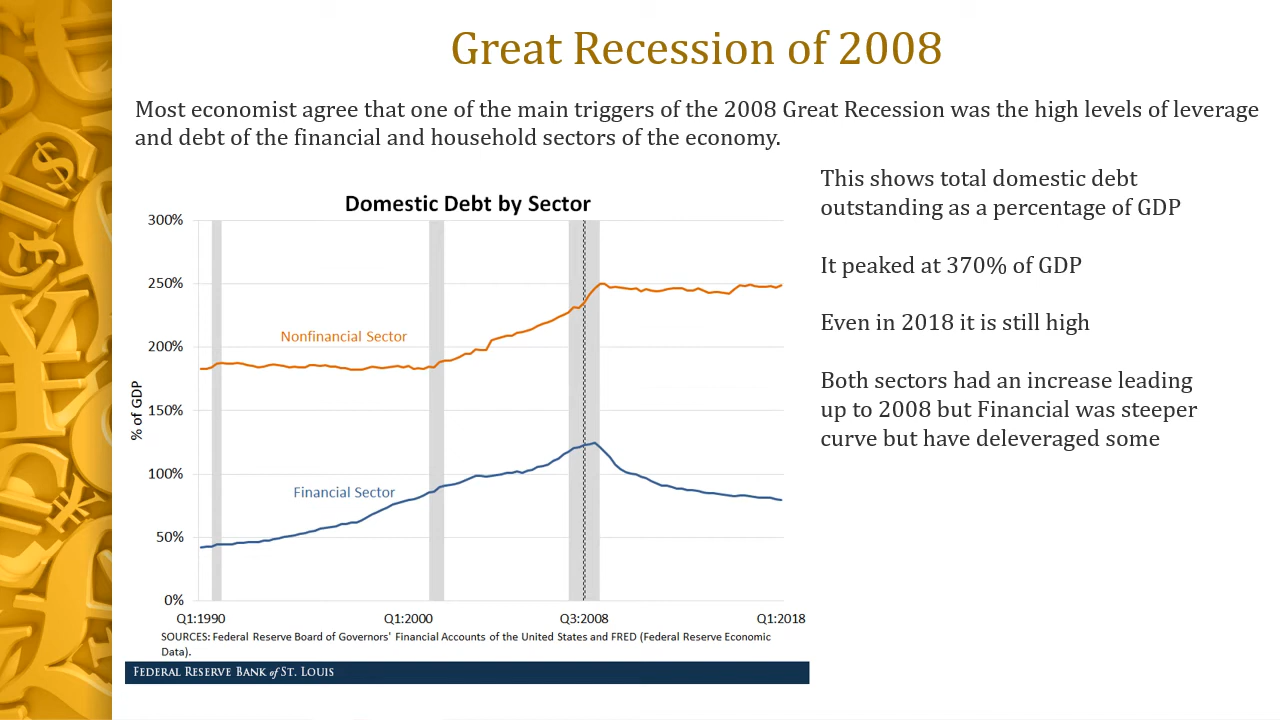 Great Recession of 2008
Most economist agree that one of the main triggers of the 2008 Great Recession was the high levels of leverage
and debt of the financial and household sectors of the economy.
This shows total domestic debt
outstanding as a percentage of GDP
It peaked at 370% of GDP
Even in 2018 it is still high
Both sectors had an increase leading
up to 2008 but Financial was steeper
curve but have deleveraged some
Domestic Debt by Sector
300%
250%
200%
150%
100%
50%
0%
% of GDP
Nonfinancial Sector
Financial Sector
Q1:1990
Q1:2000
Q3:2008
Q1:2018
SOURCES: Federal Reserve Board of Governors' Financial Accounts of the United States and FRED (Federal Reserve Economic
Data).
FEDERAL RESERVE BANK of ST. LOUIS